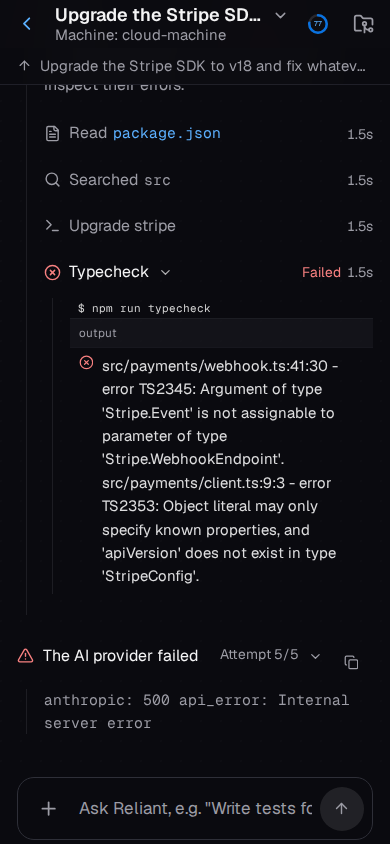 Upgrade the Stripe SD...
77
Machine: cloud-machine
Upgrade the Stripe SDK to v18 and fix whatev...
inspect their errors.
Read package.json 1.5s
Searched src 1.5s
Upgrade stripe 1.5s
Typecheck Failed 1.5s
$ npm run typecheck
output
src/payments/webhook.ts:41:30 -
error TS2345: Argument of type
'Stripe.Event' is not assignable to
parameter of type
'Stripe.WebhookEndpoint'.
src/payments/client.ts:9:3 - error
TS2353: Object literal may only
specify known properties, and
'apiVersion' does not exist in type
'StripeConfig'.
The AI provider failed Attempt 5/5
anthropic: 500 api_error: Internal
server error
Ask Reliant, e.g. "Write tests fo